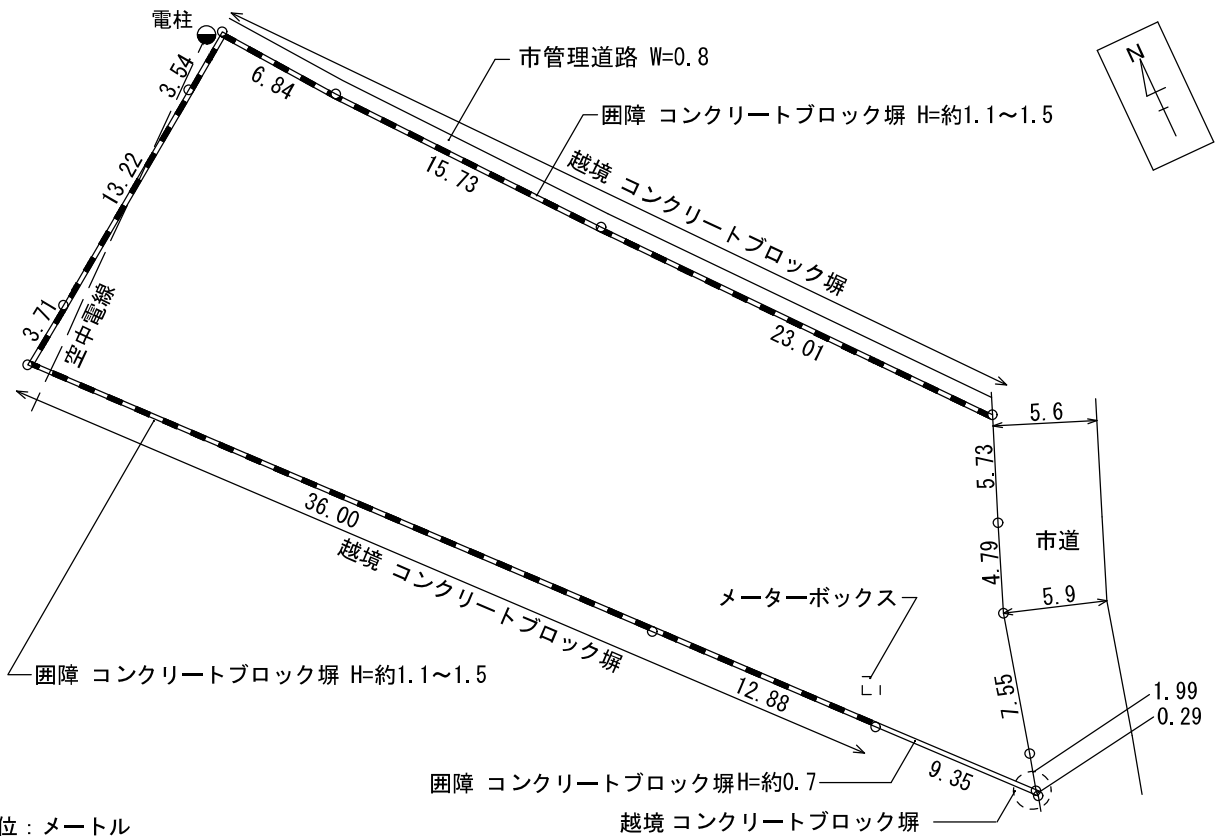 電柱
N
3.54
6.84
市管理道路 W=0.8
囲障 コンクリートブロック塀 H=約1.1～1.5
越境 コンクリートブロック塀
15.73
13.22
23.01
3.71
空中電線
5.6
5.73
36.00
越境 コンクリートブロック塀
4.79
市道
メーターボックス
5.9
囲障 コンクリートブロック塀 H=約1.1～1.5
12.88
7.55
1.99
0.29
囲障 コンクリートブロック塀H=約0.7
9.35
越境 コンクリートブロック塀
位：メートル